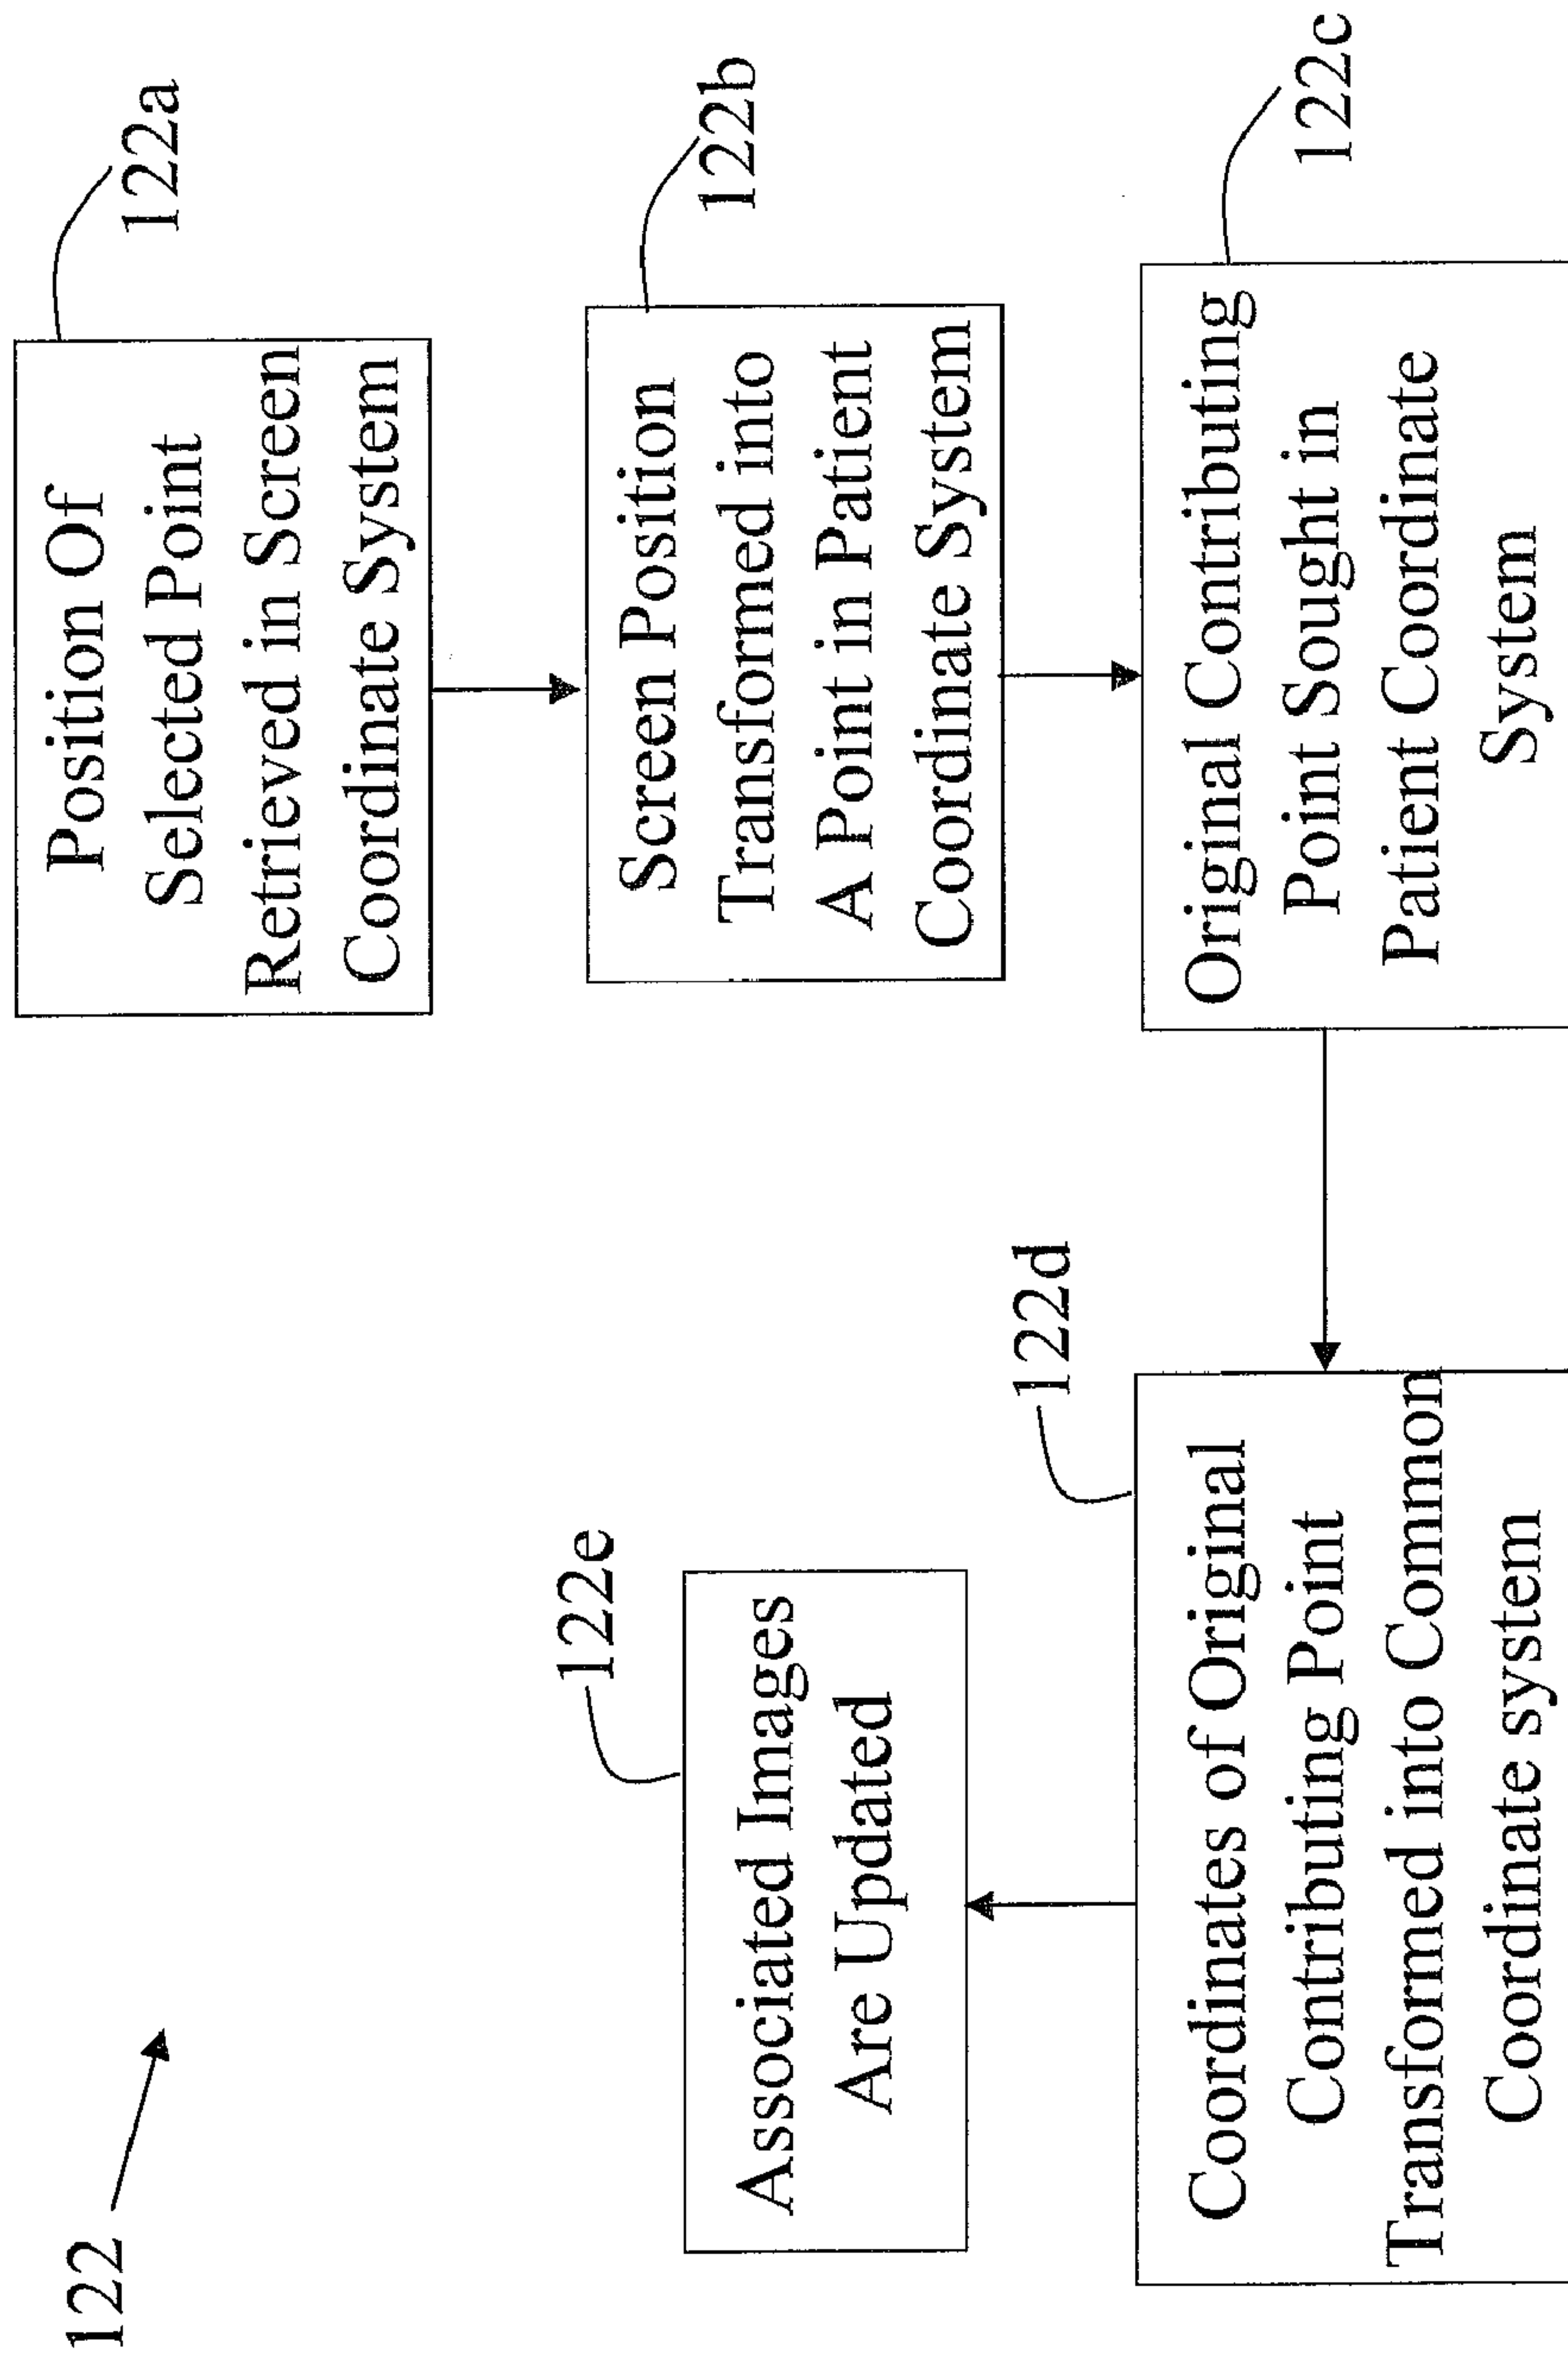 122
Position Of
Selected Point
Retrieved in Screen
Coordinate System
122a
Screen Position
Transformed into
A Point in Patient
Coordinate System
122b
Original Contributing
Point Sought in
Patient Coordinate
System
122c
Coordinates of Original
Contributing Point
Transformed into Common
Coordinate system
122d
Associated Images
Are Updated
122e